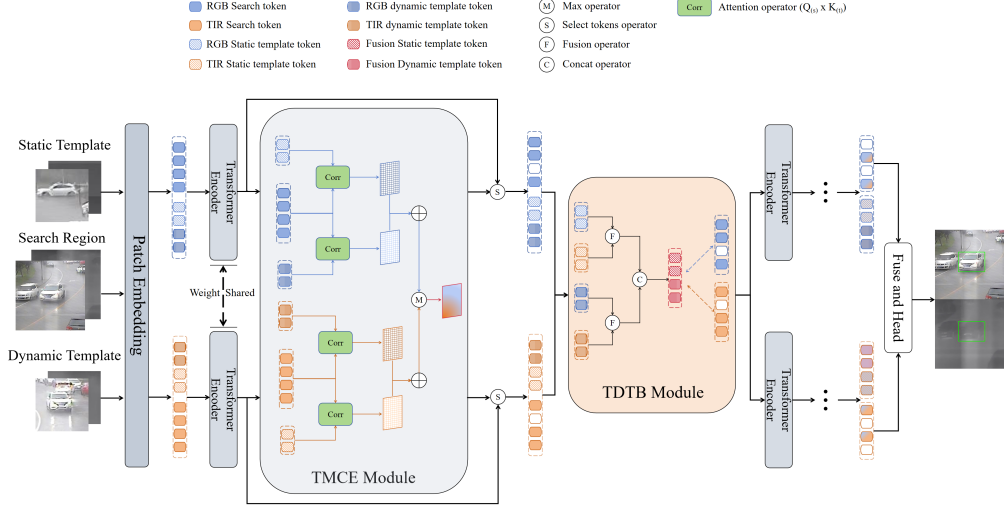 RGB Search token
TIR Search token
RGB Static template token
TIR Static template token
RGB dynamic template token
TIR dynamic template token
Fusion Static template token
Fusion Dynamic template token
M Max operator
S Select tokens operator
F Fusion operator
C Concat operator
Corr Attention operator (Q(s) x K(t))
Static Template
Search Region
Dynamic Template
Patch Embedding
Transformer
Encoder
Weight Shared
Transformer
Encoder
Corr
Corr
Corr
Corr
M
TMCE Module
S
S
F
F
C
TDTB Module
Transformer
Encoder
Transformer
Encoder
Fuse and Head